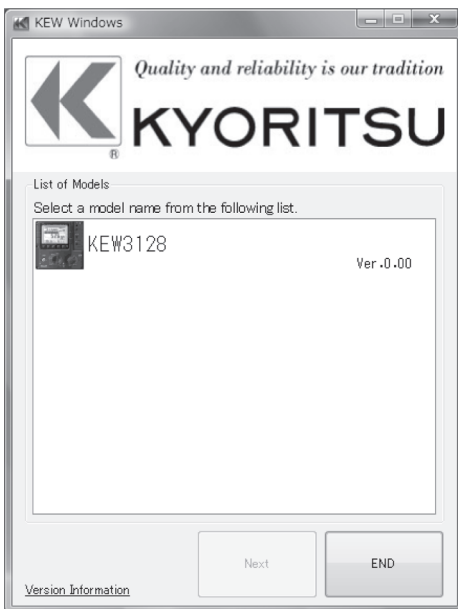 KEW Windows
Quality and reliability is our tradition
KYORITSU
®
List of Models
Select a model name from the following list.
KEW3128
Ver.0.00
Next
END
Version Information